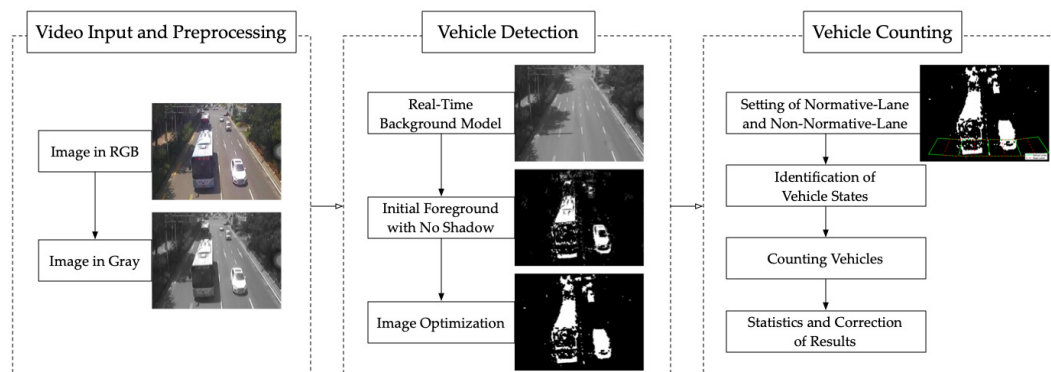 Video Input and Preprocessing
Image in RGB
Image in Gray
Vehicle Detection
Real-Time
Background Model
Initial Foreground
with No Shadow
Image Optimization
Vehicle Counting
Setting of Normative-Lane
and Non-Normative-Lane
Identification of
Vehicle States
Counting Vehicles
Statistics and Correction
of Results